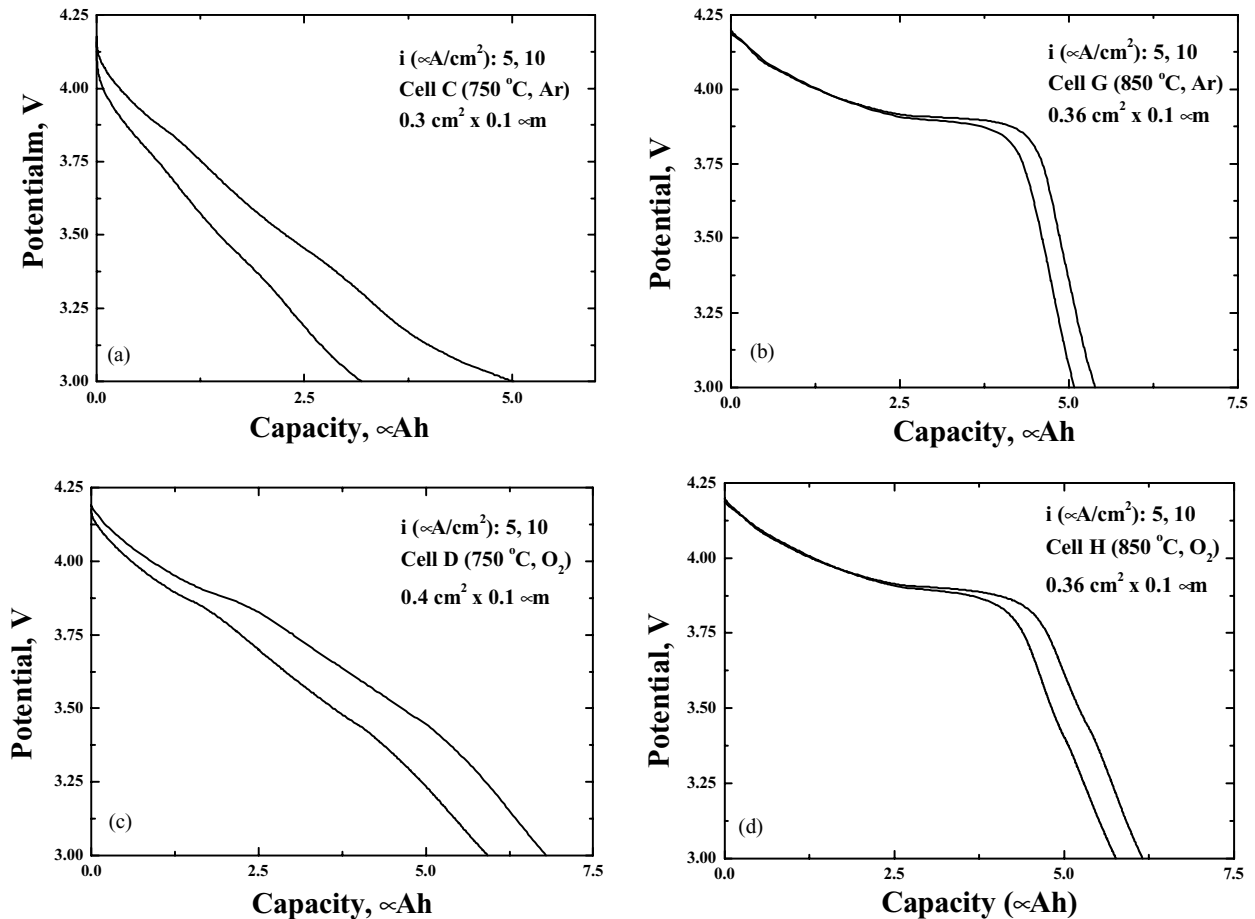 4.25
4.00
3.75
3.50
3.25
3.00
Potentialm, V
i (∝A/cm²): 5, 10
Cell C (750 °C, Ar)
0.3 cm² x 0.1 ∝m
(a)
0.0
2.5
5.0
Capacity, ∝Ah
4.25
4.00
3.75
3.50
3.25
3.00
Potential, V
i (∝A/cm²): 5, 10
Cell G (850 °C, Ar)
0.36 cm² x 0.1 ∝m
(b)
0.0
2.5
5.0
7.5
Capacity, ∝Ah
4.25
4.00
3.75
3.50
3.25
3.00
Potential, V
i (∝A/cm²): 5, 10
Cell D (750 °C, O₂)
0.4 cm² x 0.1 ∝m
(c)
0.0
2.5
5.0
7.5
Capacity, ∝Ah
4.25
4.00
3.75
3.50
3.25
3.00
Potential, V
i (∝A/cm²): 5, 10
Cell H (850 °C, O₂)
0.36 cm² x 0.1 ∝m
(d)
0.0
2.5
5.0
7.5
Capacity (∝Ah)